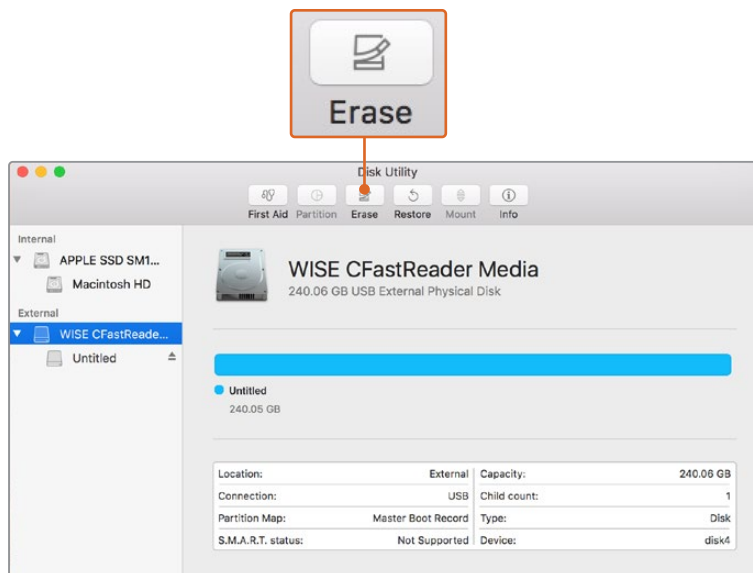 Erase
Disk Utility
First Aid Partition Erase Restore Mount Info
Internal
APPLE SSD SM1...
Macintosh HD
External
WISE CFastReade...
Untitled
WISE CFastReader Media
240.06 GB USB External Physical Disk
Untitled
240.05 GB
Location: External Capacity: 240.06 GB
Connection: USB Child count: 1
Partition Map: Master Boot Record Type: Disk
S.M.A.R.T. status: Not Supported Device: disk4